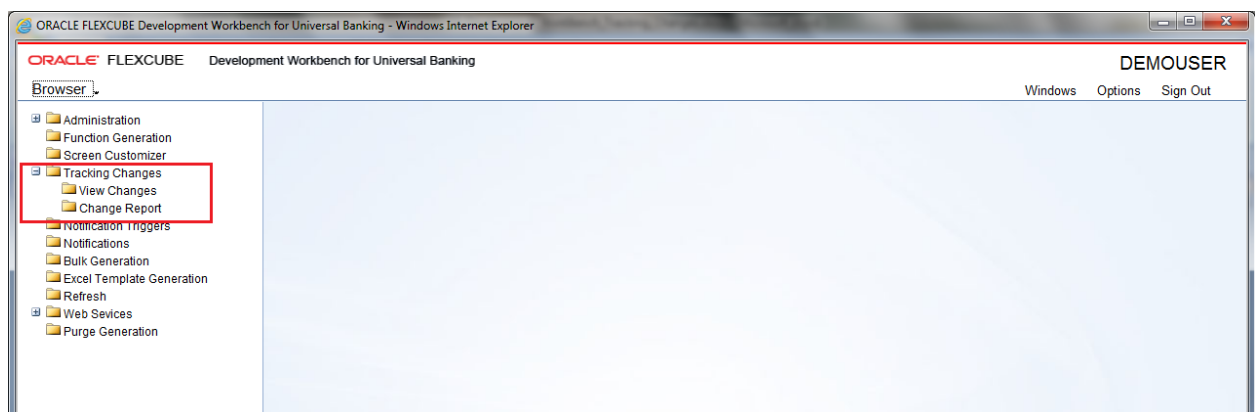 ORACLE FLEXCUBE Development Workbench for Universal Banking - Windows Internet Explorer
ORACLE FLEXCUBE Development Workbench for Universal Banking
DEMOUSER
Browser
Windows Options Sign Out
Administration
Function Generation
Screen Customizer
Tracking Changes
View Changes
Change Report
Notification Triggers
Notifications
Bulk Generation
Excel Template Generation
Refresh
Web Sevices
Purge Generation